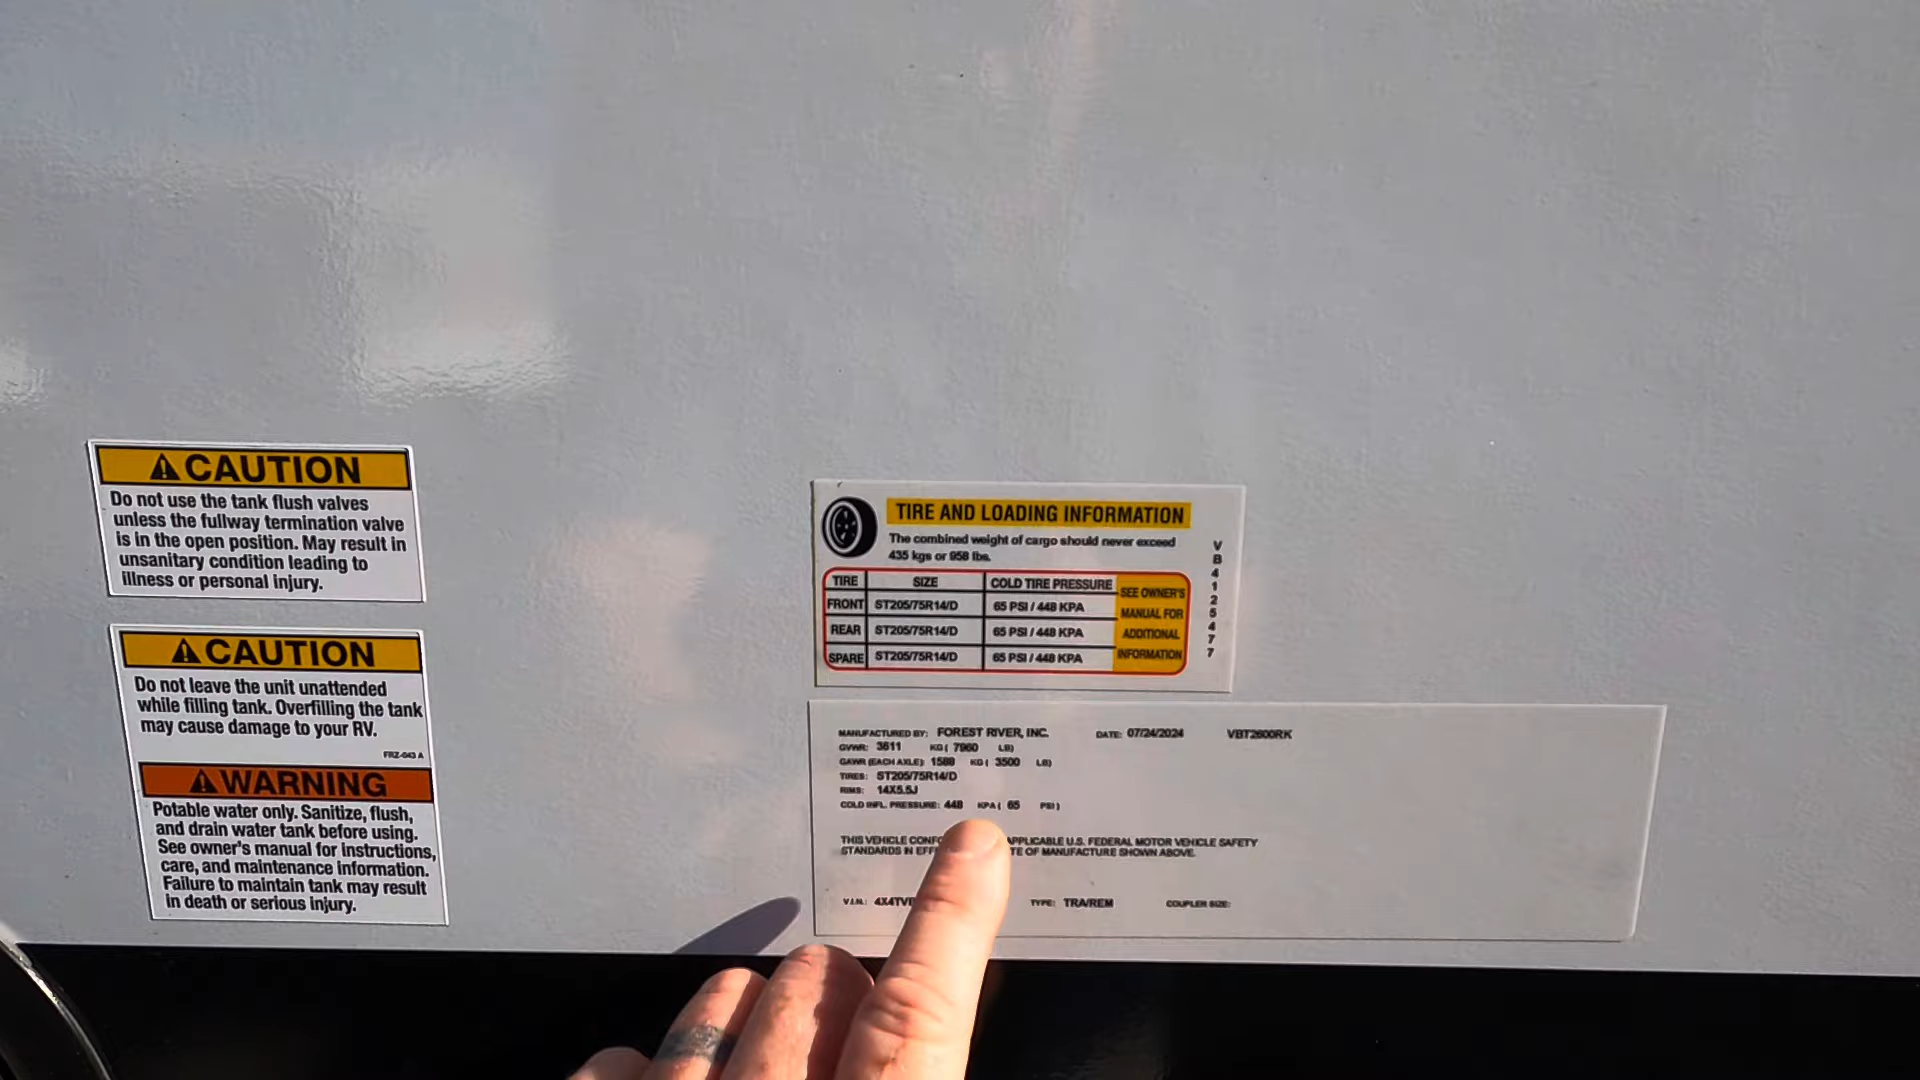 CAUTION
Do not use the tank flush valves
unless the fullway termination valve
is in the open position. May result in
unsanitary condition leading to
illness or personal injury.
CAUTION
Do not leave the unit unattended
while filling tank. Overfilling the tank
may cause damage to your RV.
FRZ-043 A
WARNING
Potable water only. Sanitize, flush,
and drain water tank before using.
See owner's manual for instructions,
care, and maintenance information.
Failure to maintain tank may result
in death or serious injury.
TIRE AND LOADING INFORMATION
The combined weight of cargo should never exceed
435 kgs or 958 lbs.
TIRE SIZE COLD TIRE PRESSURE
FRONT ST205/75R14/D 65 PSI / 448 KPA
REAR ST205/75R14/D 65 PSI / 448 KPA
SPARE ST205/75R14/D 65 PSI / 448 KPA
SEE OWNER'S
MANUAL FOR
ADDITIONAL
INFORMATION
VB4125477
MANUFACTURED BY: FOREST RIVER, INC. DATE: 07/24/2024 VBT2600RK
GVWR: 3611 KG( 7960 LB)
GAWR (EACH AXLE): 1588 KG( 3500 LB)
TIRES: ST205/75R14/D
RIMS: 14X5.5J
COLD INFL. PRESSURE: 448 KPA( 65 PSI)
THIS VEHICLE APPLICABLE U.S. FEDERAL MOTOR VEHICLE SAFETY
STANDARDS IN OF MANUFACTURE SHOWN ABOVE.
V.I.N.: TYPE: TRA/REM COUPLER SIZE: